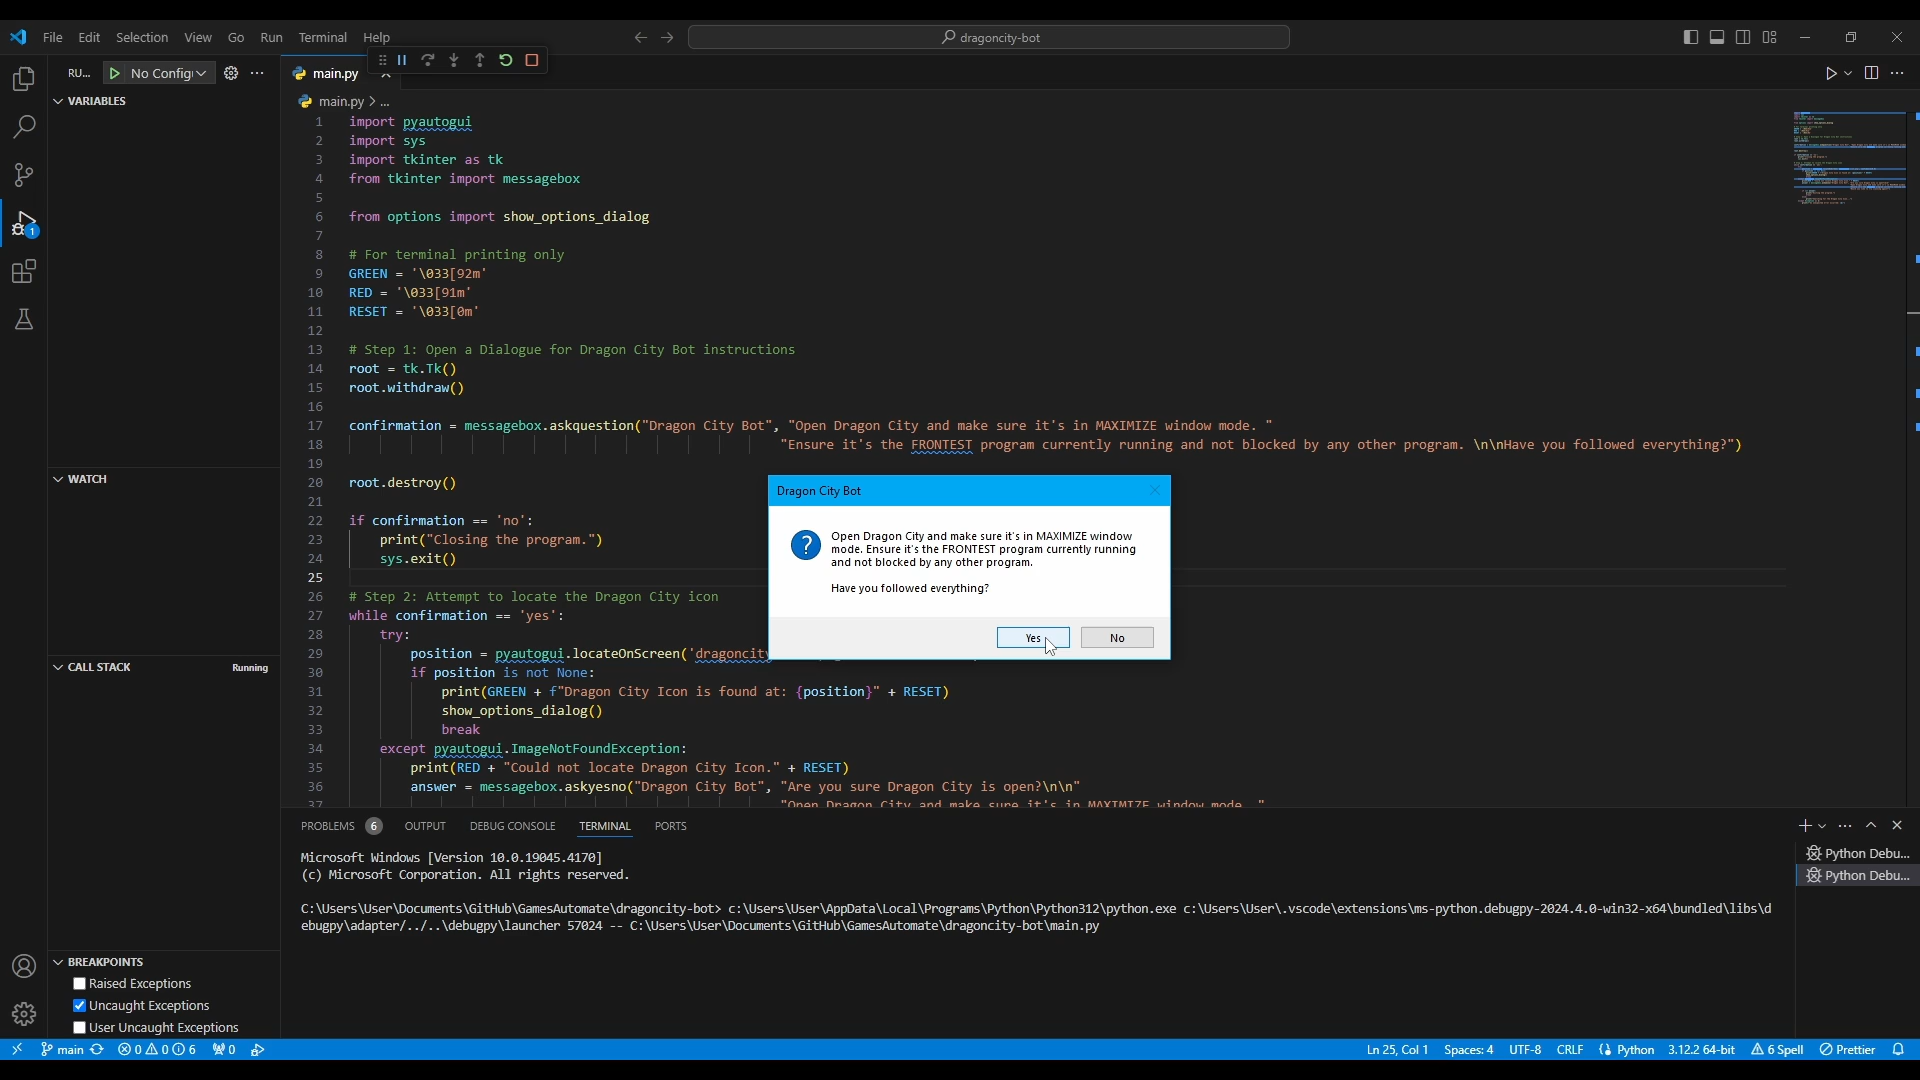 File Edit Selection View Go Run Terminal Help
dragoncity-bot
RU... No Config
main.py
VARIABLES
main.py > ...
1 import pyautogui
2 import sys
3 import tkinter as tk
4 from tkinter import messagebox
5
6 from options import show_options_dialog
7
8 # For terminal printing only
9 GREEN = '\033[92m'
10 RED = '\033[91m'
11 RESET = '\033[0m'
12
13 # Step 1: Open a Dialogue for Dragon City Bot instructions
14 root = tk.Tk()
15 root.withdraw()
16
17 confirmation = messagebox.askquestion("Dragon City Bot", "Open Dragon City and make sure it's in MAXIMIZE window mode. "
18 "Ensure it's the FRONTEST program currently running and not blocked by any other program. \n\nHave you followed everything?")
19
WATCH
20 root.destroy()
21
22 if confirmation == 'no':
23 print("Closing the program.")
24 sys.exit()
25
26 # Step 2: Attempt to locate the Dragon City icon
27 while confirmation == 'yes':
28 try:
29 position = pyautogui.locateOnScreen('dragoncity
30 if position is not None:
31 print(GREEN + f"Dragon City Icon is found at: {position}" + RESET)
32 show_options_dialog()
33 break
34 except pyautogui.ImageNotFoundException:
35 print(RED + "Could not locate Dragon City Icon." + RESET)
36 answer = messagebox.askyesno("Dragon City Bot", "Are you sure Dragon City is open?\n\n"
37 "Open Dragon City and make sure it's in MAXIMIZE window mode. "
Dragon City Bot
Open Dragon City and make sure it's in MAXIMIZE window
mode. Ensure it's the FRONTEST program currently running
and not blocked by any other program.
Have you followed everything?
Yes No
CALL STACK Running
PROBLEMS 6 OUTPUT DEBUG CONSOLE TERMINAL PORTS
Microsoft Windows [Version 10.0.19045.4170]
(c) Microsoft Corporation. All rights reserved.
C:\Users\User\Documents\GitHub\GamesAutomate\dragoncity-bot> c:\Users\User\AppData\Local\Programs\Python\Python312\python.exe c:\Users\User\.vscode\extensions\ms-python.debugpy-2024.4.0-win32-x64\bundled\libs\d
ebugpy\adapter/../..\debugpy\launcher 57024 -- C:\Users\User\Documents\GitHub\GamesAutomate\dragoncity-bot\main.py
Python Debu...
Python Debu...
1
BREAKPOINTS
Raised Exceptions
Uncaught Exceptions
User Uncaught Exceptions
main 0 0 6 0 Ln 25, Col 1 Spaces: 4 UTF-8 CRLF Python 3.12.2 64-bit 6 Spell Prettier